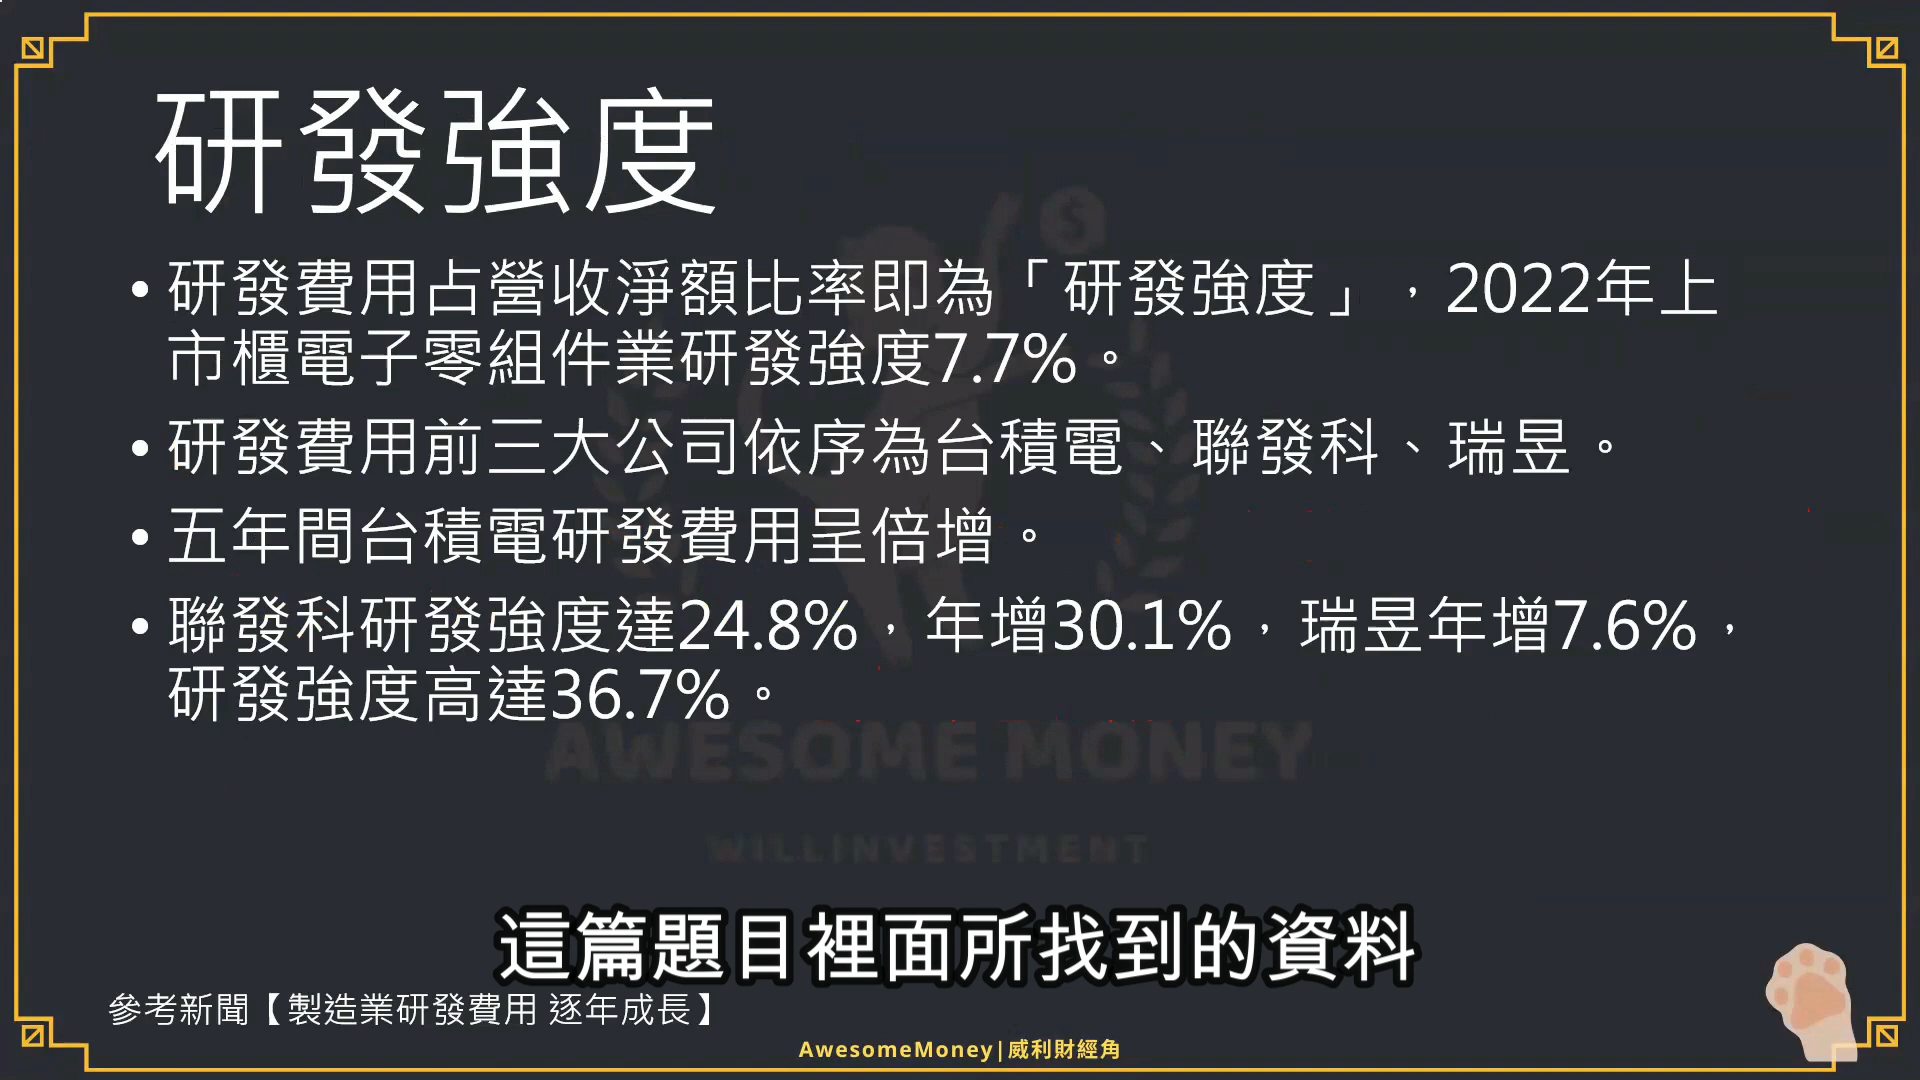 研發強度
• 研發費用占營收淨額比率即為「研發強度」，2022年上
市櫃電子零組件業研發強度7.7%。
• 研發費用前三大公司依序為台積電、聯發科、瑞昱。
• 五年間台積電研發費用呈倍增。
• 聯發科研發強度達24.8%，年增30.1%，瑞昱年增7.6%，
研發強度高達36.7%。
AWESOME MONEY
WILLINVESTMENT
這篇題目裡面所找到的資料
參考新聞【製造業研發費用 逐年成長】
AwesomeMoney|威利財經角